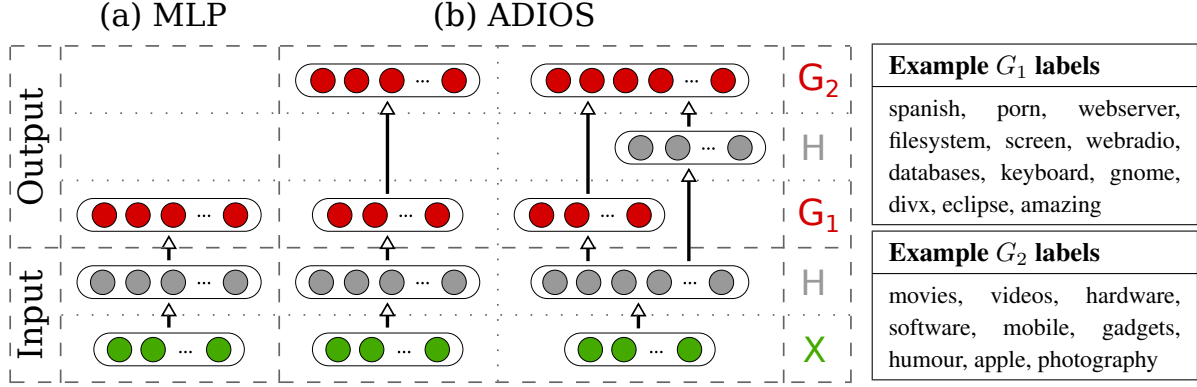 (a) MLP
(b) ADIOS
Output
Input
G₂
H
G₁
H
X
Example G₁ labels
spanish, porn, webserver,
filesystem, screen, webradio,
databases, keyboard, gnome,
divx, eclipse, amazing
Example G₂ labels
movies, videos, hardware,
software, mobile, gadgets,
humour, apple, photography